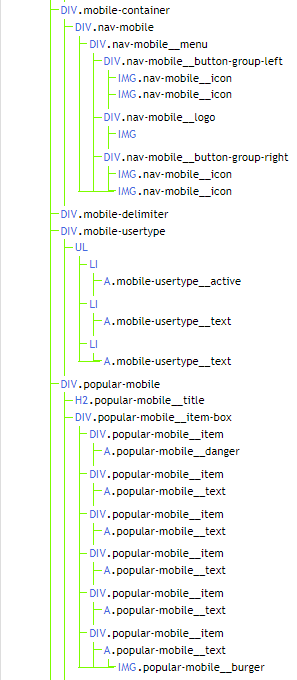 DIV.mobile-container
DIV.nav-mobile
DIV.nav-mobile__menu
DIV.nav-mobile__button-group-left
IMG.nav-mobile__icon
IMG.nav-mobile__icon
DIV.nav-mobile__logo
IMG
DIV.nav-mobile__button-group-right
IMG.nav-mobile__icon
IMG.nav-mobile__icon
DIV.mobile-delimiter
DIV.mobile-usertype
UL
LI
A.mobile-usertype__active
LI
A.mobile-usertype__text
LI
A.mobile-usertype__text
DIV.popular-mobile
H2.popular-mobile__title
DIV.popular-mobile__item-box
DIV.popular-mobile__item
A.popular-mobile__danger
DIV.popular-mobile__item
A.popular-mobile__text
DIV.popular-mobile__item
A.popular-mobile__text
DIV.popular-mobile__item
A.popular-mobile__text
DIV.popular-mobile__item
A.popular-mobile__text
DIV.popular-mobile__item
A.popular-mobile__text
IMG.popular-mobile__burger